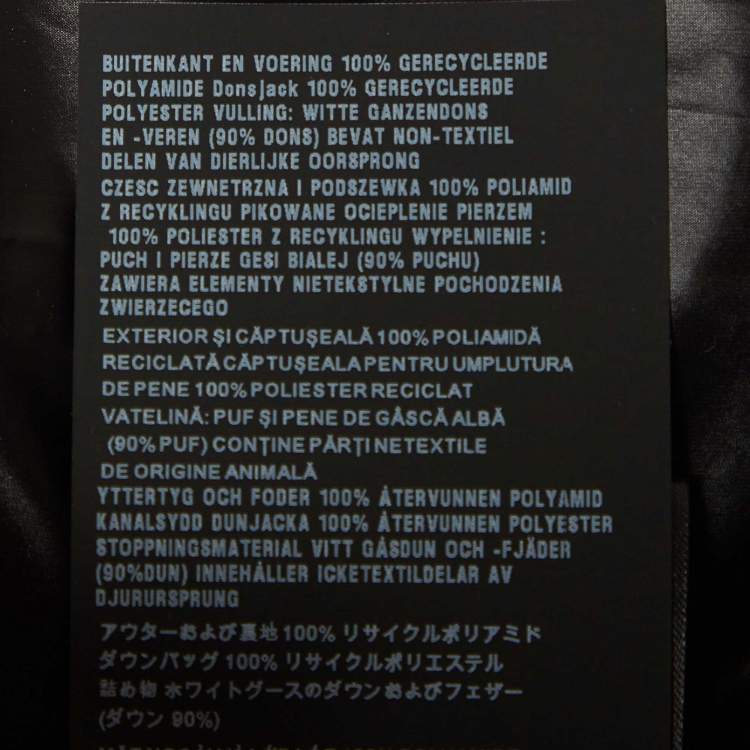 BUITENKANT EN VOERING 100% GERECYCLEERDE
POLYAMIDE Donsjack 100% GERECYCLEERDE
POLYESTER VULLING: WITTE GANZENDONS
EN -VEREN (90% DONS) BEVAT NON-TEXTIEL
DELEN VAN DIERLIJKE OORSPRONG
CZESC ZEWNETRZNA I PODSZEWKA 100% POLIAMID
Z RECYKLINGU PIKOWANE OCIEPLENIE PIERZEM
100% POLIESTER Z RECYKLINGU WYPELNIENIE :
PUCH I PIERZE GESI BIALEJ (90% PUCHU)
ZAWIERA ELEMENTY NIETEKSTYLNE POCHODZENIA
ZWIERZECEGO
EXTERIOR ŞI CĂPTUŞEALĂ 100% POLIAMIDĂ
RECICLATĂ CĂPTUŞEALA PENTRU UMPLUTURA
DE PENE 100% POLIESTER RECICLAT
VATELINĂ: PUF ŞI PENE DE GÂSCĂ ALBĂ
(90% PUF) CONŢINE PĂRŢI NETEXTILE
DE ORIGINE ANIMALĂ
YTTERTYG OCH FODER 100% ÅTERVUNNEN POLYAMID
KANALSYDD DUNJACKA 100% ÅTERVUNNEN POLYESTER
STOPPNINGSMATERIAL VITT GÅSDUN OCH -FJÄDER
(90%DUN) INNEHÅLLER ICKETEXTILDELAR AV
DJURURSPRUNG
アウターおよび裏地 100% リサイクルポリアミド
ダウンバッグ 100% リサイクルポリエステル
詰め物 ホワイトグースのダウンおよびフェザー
(ダウン 90%)